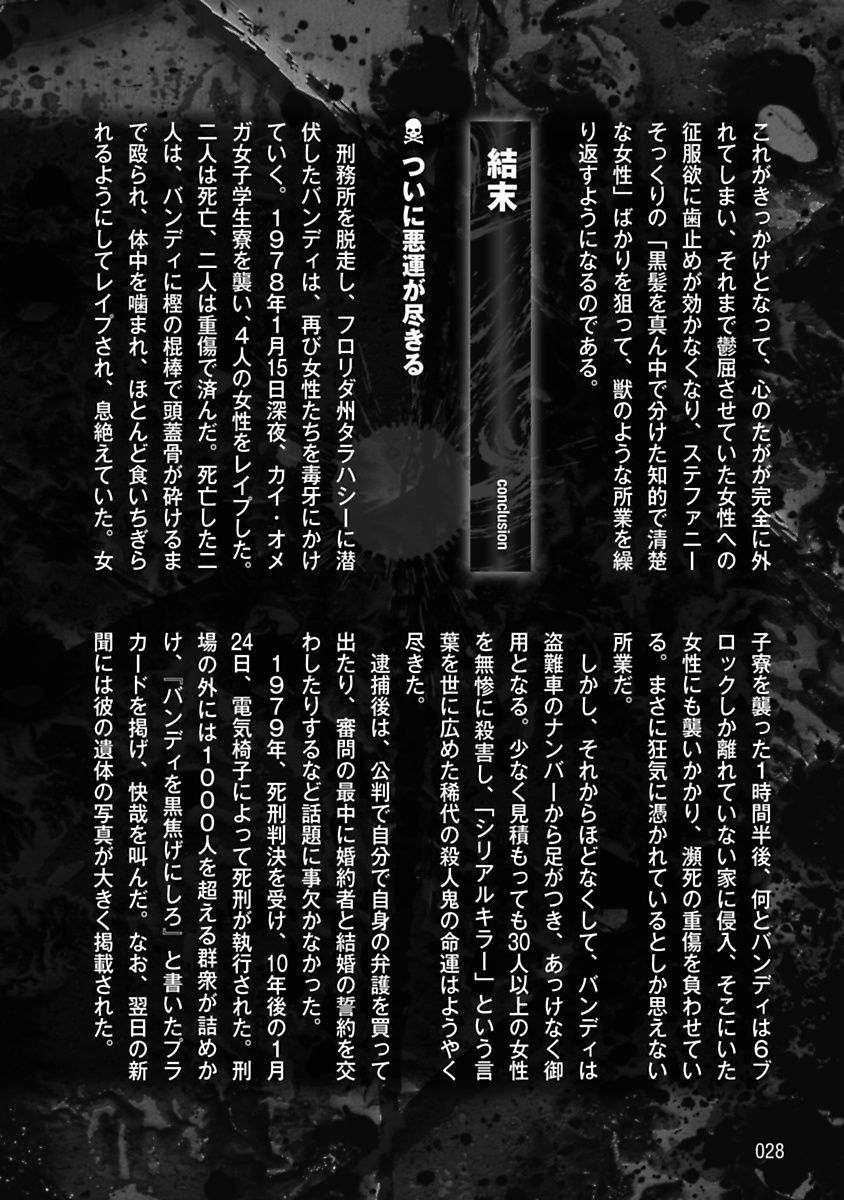 これがきっかけとなって、心のたがが完全に外
れてしまい、それまで鬱屈させていた女性への
征服欲に歯止めが効かなくなり、ステファニー
そっくりの「黒髪を真ん中で分けた知的で清楚
な女性」ばかりを狙って、獣のような所業を繰
り返すようになるのである。
結末
conclusion
ついに悪運が尽きる
刑務所を脱走し、フロリダ州タラハシーに潜
伏したバンディは、再び女性たちを毒牙にかけ
ていく。1978年1月15日深夜、カイ・オメ
ガ女子学生寮を襲い、4人の女性をレイプした。
二人は死亡、二人は重傷で済んだ。死亡した二
人は、バンディに樫の棍棒で頭蓋骨が砕けるま
で殴られ、体中を噛まれ、ほとんど食いちぎら
れるようにしてレイプされ、息絶えていた。女
子寮を襲った1時間半後、何とバンディは6ブ
ロックしか離れていない家に侵入、そこにいた
女性にも襲いかかり、瀕死の重傷を負わせてい
る。まさに狂気に憑かれているとしか思えない
所業だ。
しかし、それからほどなくして、バンディは
盗難車のナンバーから足がつき、あっけなく御
用となる。少なく見積もっても30人以上の女性
を無惨に殺害し、「シリアルキラー」という言
葉を世に広めた稀代の殺人鬼の命運はようやく
尽きた。
逮捕後は、公判で自分で自身の弁護を買って
出たり、審問の最中に婚約者と結婚の誓約を交
わしたりするなど話題に事欠かなかった。
1979年、死刑判決を受け、10年後の1月
24日、電気椅子によって死刑が執行された。刑
場の外には1000人を超える群衆が詰めか
け、『バンディを黒焦げにしろ』と書いたプラ
カードを掲げ、快哉を叫んだ。なお、翌日の新
聞には彼の遺体の写真が大きく掲載された。
028